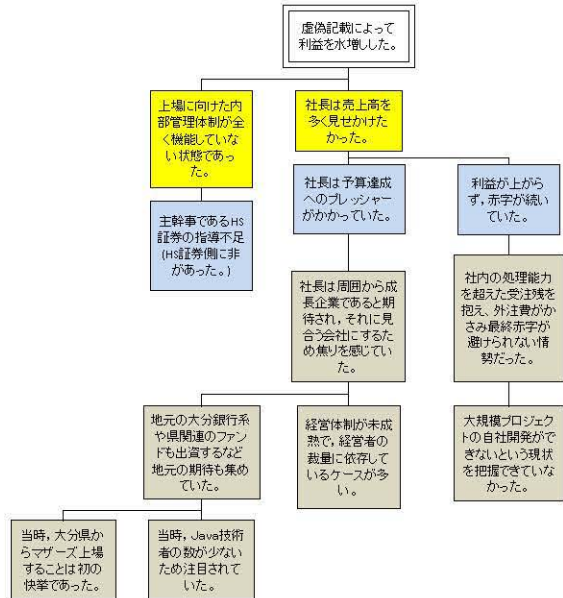 虚偽記載によって
利益を水増しした。
上場に向けた内
部管理体制が全
く機能していな
い状態であっ
た。
社長は売上高を
多く見せかけた
かった。
主幹事であるHS
証券の指導不足
(HS証券側に非
があった。)
社長は予算達成
へのプレッシャー
がかかっていた。
利益が上がら
ず，赤字が続い
ていた。
社長は周囲から成
長企業であると期
待され、それに見
合う会社にするた
め焦りを感じてい
た。
社内の処理能力
を超えた受注残を
抱え、外注費がか
さみ最終赤字が
避けられない情
勢だった。
地元の大分銀行系
や県関連のファン
ドも出資するなど
地元の期待も集め
ていた。
経営体制が未成
熟で，経営者の
裁量に依存して
いるケースが多
い。
大規模プロジェク
トの自社開発がで
きないという現状
を把握できていな
かった。
当時，大分県か
らマザーズ上場
することは初の
快挙であった。
当時，Java技術
者の数が少ない
ため注目されて
いた。